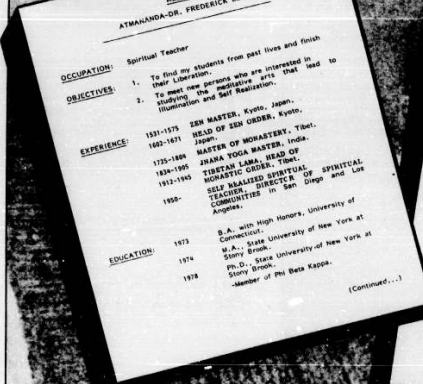 ATMANANDA-DR. FREDERICK
OCCUPATION: Spiritual Teacher
OBJECTIVES: 1. To find my students from past lives and finish
their Liberation.
2. To meet new persons who are interested in
studying the meditative arts that lead to
Illumination and Self Realization.
EXPERIENCE: 1531-1575 ZEN MASTER, Kyoto, Japan.
1602-1671 HEAD OF ZEN ORDER, Kyoto,
Japan.
1725-1804 MASTER OF MONASTERY, Tibet.
1834-1905 JNANA YOGA MASTER, India.
1912-1945 TIBETAN LAMA, HEAD OF
MONASTIC ORDER, Tibet.
1950- SELF REALIZED SPIRITUAL
TEACHER, DIRECTOR OF SPIRITUAL
COMMUNITIES in San Diego and Los
Angeles.
EDUCATION: 1973 B.A. with High Honors, University of
Connecticut.
1974 M.A., State University of New York at
Stony Brook.
1978 Ph.D., State University of New York at
Stony Brook.
-Member of Phi Beta Kappa.
(Continued...)